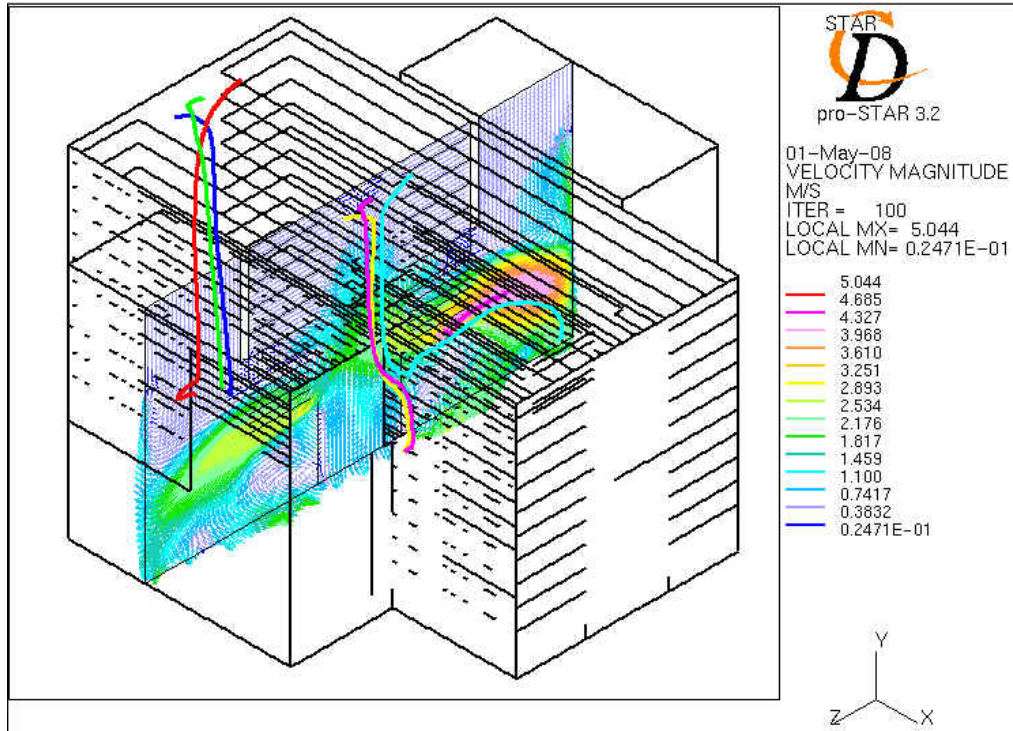 STAR
D
pro-STAR 3.2
01-May-08
VELOCITY MAGNITUDE
M/S
ITER = 100
LOCAL MX= 5.044
LOCAL MN= 0.2471E-01
5.044
4.685
4.327
3.968
3.610
3.251
2.893
2.534
2.176
1.817
1.459
1.100
0.7417
0.3832
0.2471E-01
Y
Z X